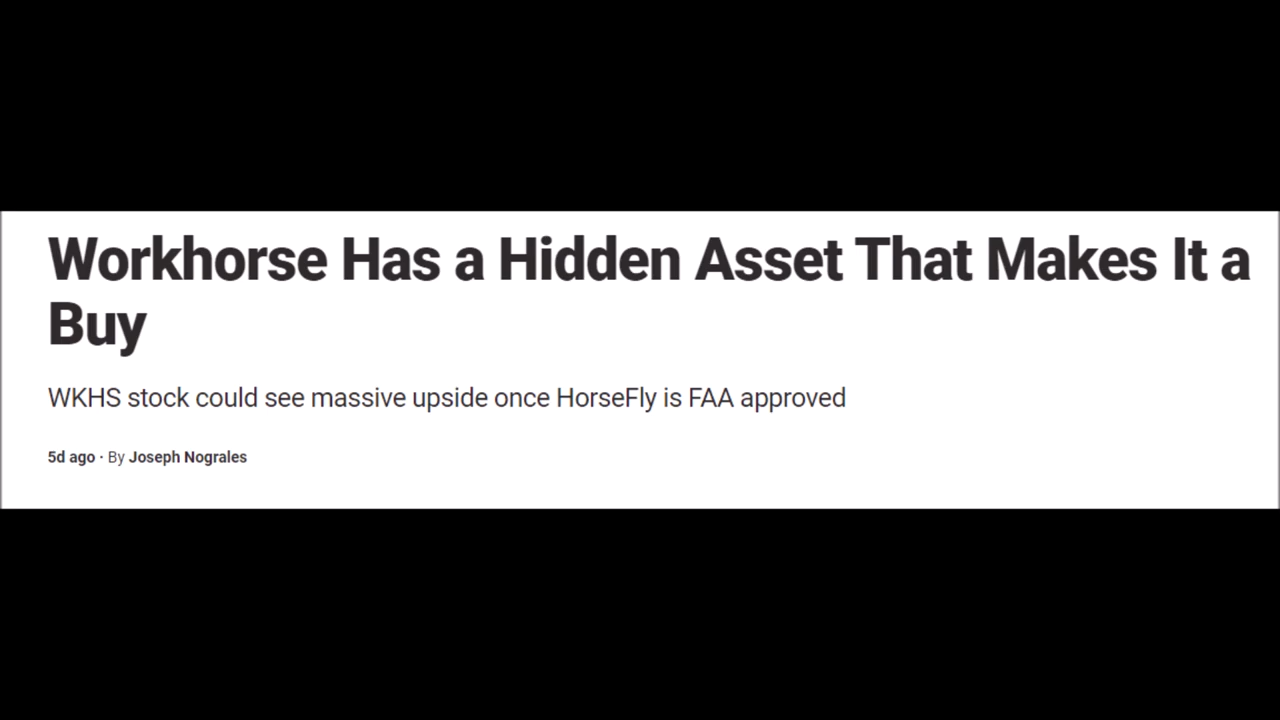 Workhorse Has a Hidden Asset That Makes It a
Buy
WKHS stock could see massive upside once HorseFly is FAA approved
5d ago · By Joseph Nograles